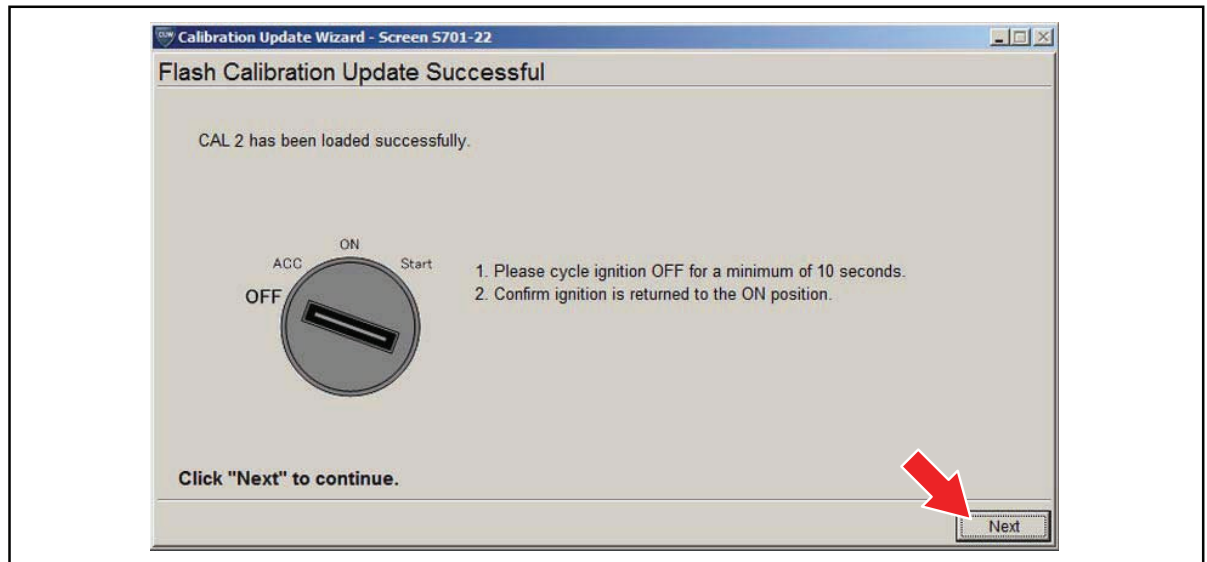 CUW Calibration Update Wizard - Screen S701-22
Flash Calibration Update Successful
CAL 2 has been loaded successfully.
ON
ACC
Start
OFF
1. Please cycle ignition OFF for a minimum of 10 seconds.
2. Confirm ignition is returned to the ON position.
Click "Next" to continue.
Next